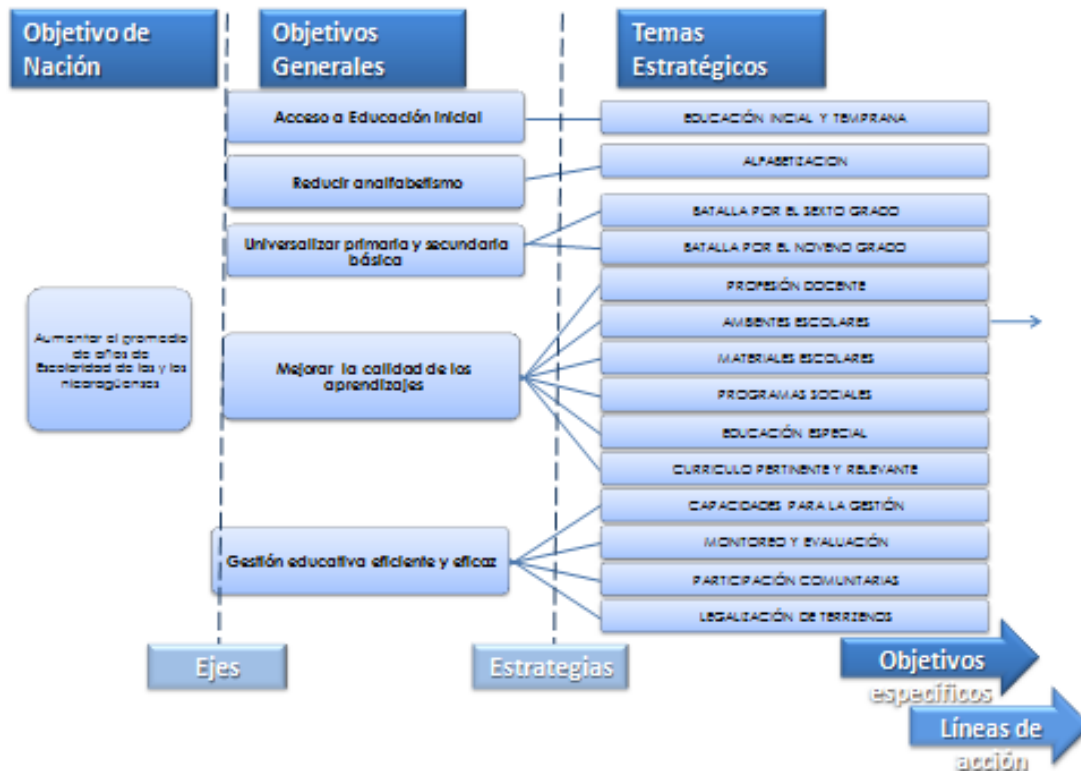 Objetivo de
Nación
Objetivos
Generales
Temas
Estratégicos
Acceso a Educación Inicial
EDUCACIÓN INICIAL Y TEMPRANA
Reducir analfabetismo
ALFABETIZACION
Universalizar primaria y secundaria
básica
BATALLA POR EL SEXTO GRADO
BATALLA POR EL NOVENO GRADO
Aumentar el promedio
de años de
Escolaridad de las y los
nicaragüenses
Mejorar la calidad de los
aprendizajes
PROFESIÓN DOCENTE
AMBIENTES ESCOLARES
MATERIALES ESCOLARES
PROGRAMAS SOCIALES
EDUCACIÓN ESPECIAL
CURRICULO PERTINENTE Y RELEVANTE
Gestión educativa eficiente y eficaz
CAPACIDADES PARA LA GESTIÓN
MONITOREO Y EVALUACIÓN
PARTICIPACIÓN COMUNTARIAS
LEGALIZACIÓN DE TERRENOS
Ejes
Estrategias
Objetivos
específicos
Líneas de
acción